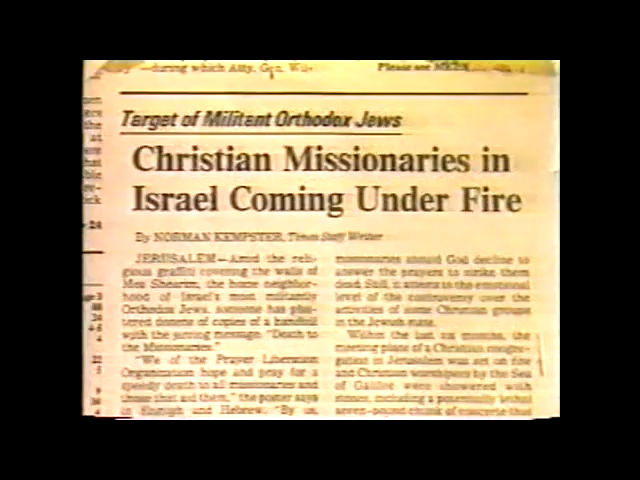 during which Atty. Gen.
Please see
Target of Militant Orthodox Jews
Christian Missionaries in
Israel Coming Under Fire
By NORMAN KEMPSTER, Times Staff Writer
JERUSALEM—Amid the reli-
gious graffiti covering the walls of
Mea Shearim, the home neighbor-
hood of Israel's most militantly
Orthodox Jews, someone has plas-
tered dozens of copies of a handbill
with the jarring message, "Death to
the Missionaries."
"We of the Prayer Liberation
Organization hope and pray for a
speedy death to all missionaries and
those that aid them," the poster says
in English and Hebrew. "By us,
missionaries should God decline to
answer the prayers to strike them
dead. Still, it attests to the emotional
level of the controversy over the
activities of some Christian groups
in the Jewish state.
Within the last six months, the
meeting place of a Christian congre-
gation in Jerusalem was set on fire
and Christian worshipers by the Sea
of Galilee were showered with
stones, including a potentially lethal
seven-pound chunk of concrete that